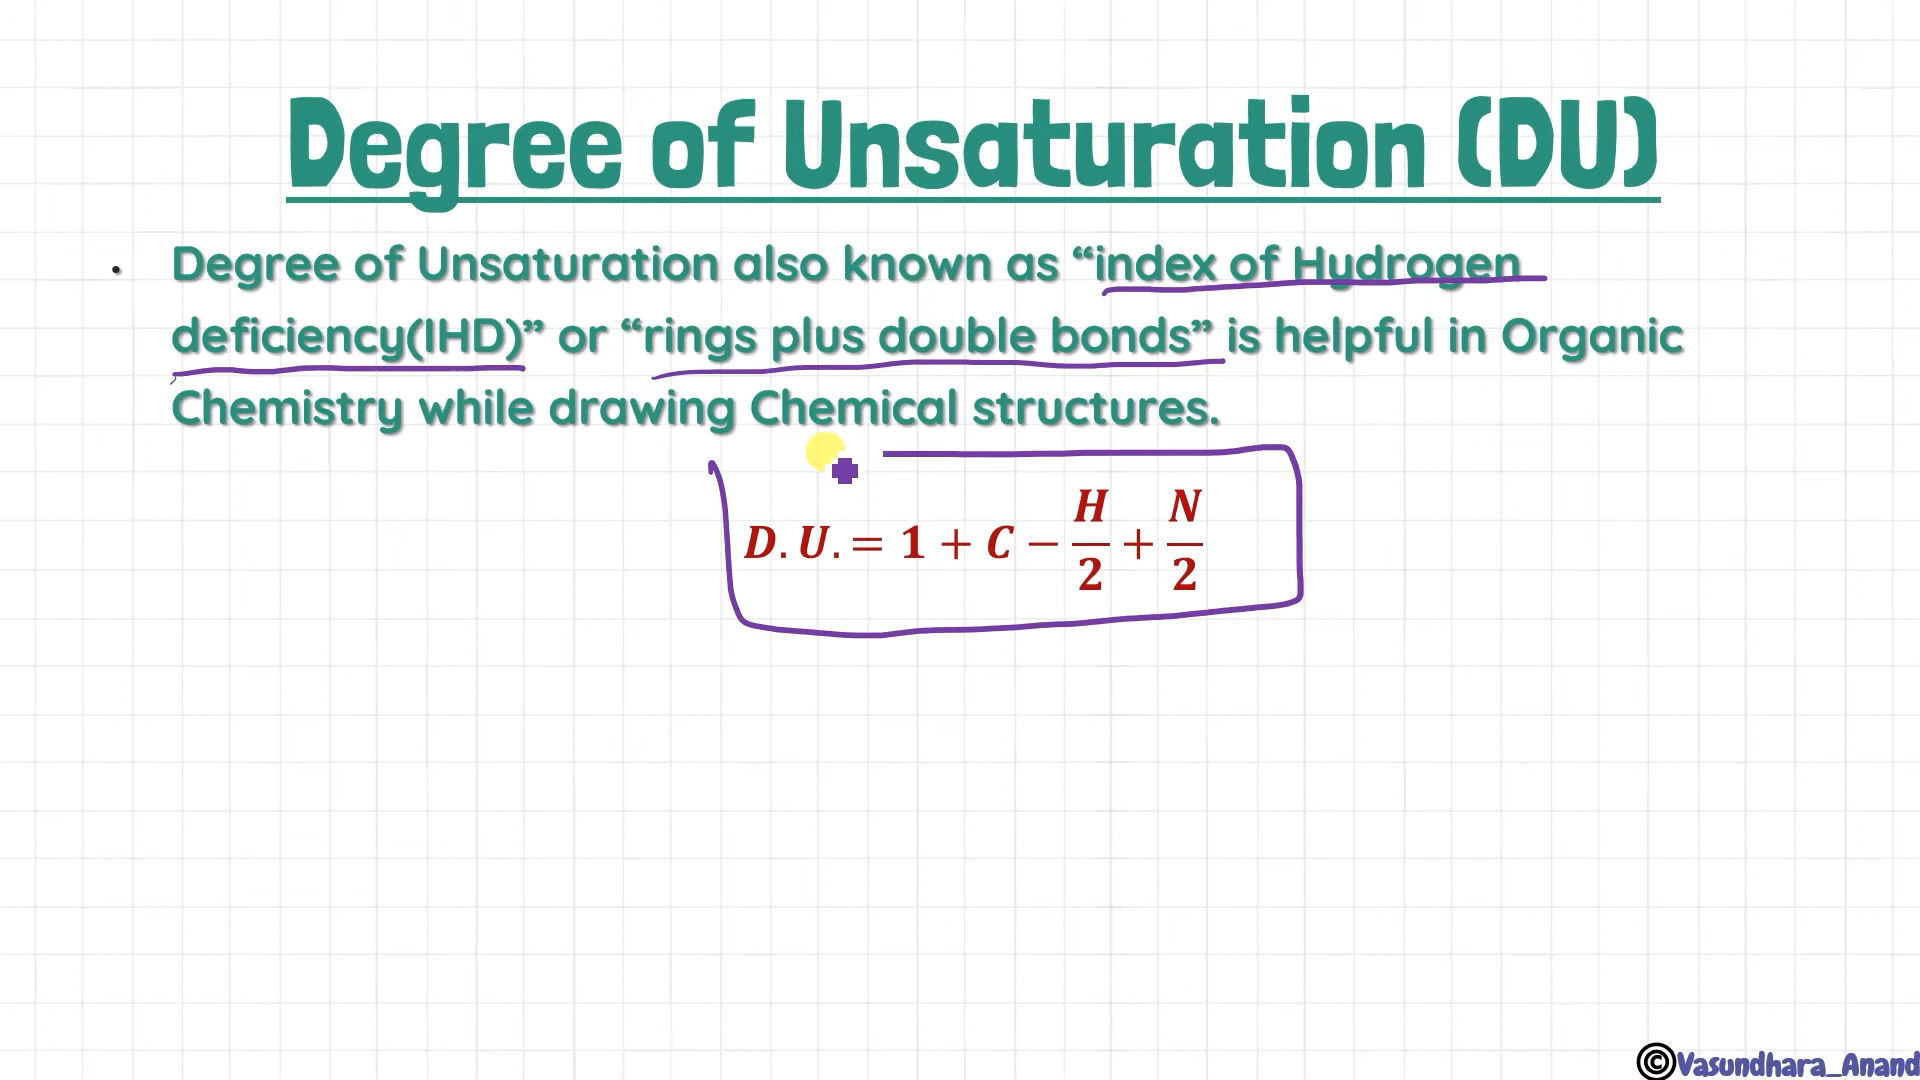 Degree of Unsaturation (DU)
• Degree of Unsaturation also known as “index of Hydrogen
deficiency(IHD)” or “rings plus double bonds” is helpful in Organic
Chemistry while drawing Chemical structures.
D. U. = 1 + C − H/2 + N/2
©Vasundhara_Anand